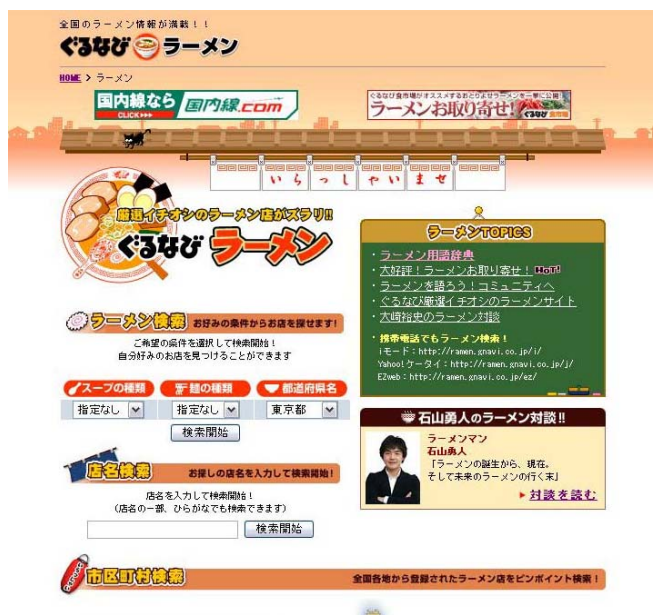 全国のラーメン情報が満載!!
ぐるなび ラーメン
HOME > ラーメン
国内線なら 国内線.com
CLICK
ぐるなび食市場がオススメするおとりよせラーメンを一挙に公開!
ラーメンお取り寄せ! ぐるなび食市場
いらっしゃいませ
厳選イチオシのラーメン店がズラリ!!
ぐるなび ラーメン
ラーメン検索 お好みの条件からお店を探せます!
ご希望の条件を選択して検索開始!
自分好みのお店を見つけることができます
スープの種類 麺の種類 都道府県名
指定なし 指定なし 東京都
検索開始
店名検索 お探しの店名を入力して検索開始!
店名を入力して検索開始!
(店名の一部、ひらがなでも検索できます)
検索開始
ラーメンTOPICS
・ラーメン用語辞典
・大好評!ラーメンお取り寄せ! HoT!
・ラーメンを語ろう!コミュニティへ
・ぐるなび厳選イチオシのラーメンサイト
・大崎裕史のラーメン対談
・携帯電話でもラーメン検索!
iモード:http://ramen.gnavi.co.jp/i/
Yahoo!ケータイ:http://ramen.gnavi.co.jp/j/
EZweb:http://ramen.gnavi.co.jp/ez/
石山勇人のラーメン対談!!
ラーメンマン
石山勇人
「ラーメンの誕生から、現在。
そして未来のラーメンの行く末」
対談を読む
市区町村検索 全国各地から登録されたラーメン店をピンポイント検索!